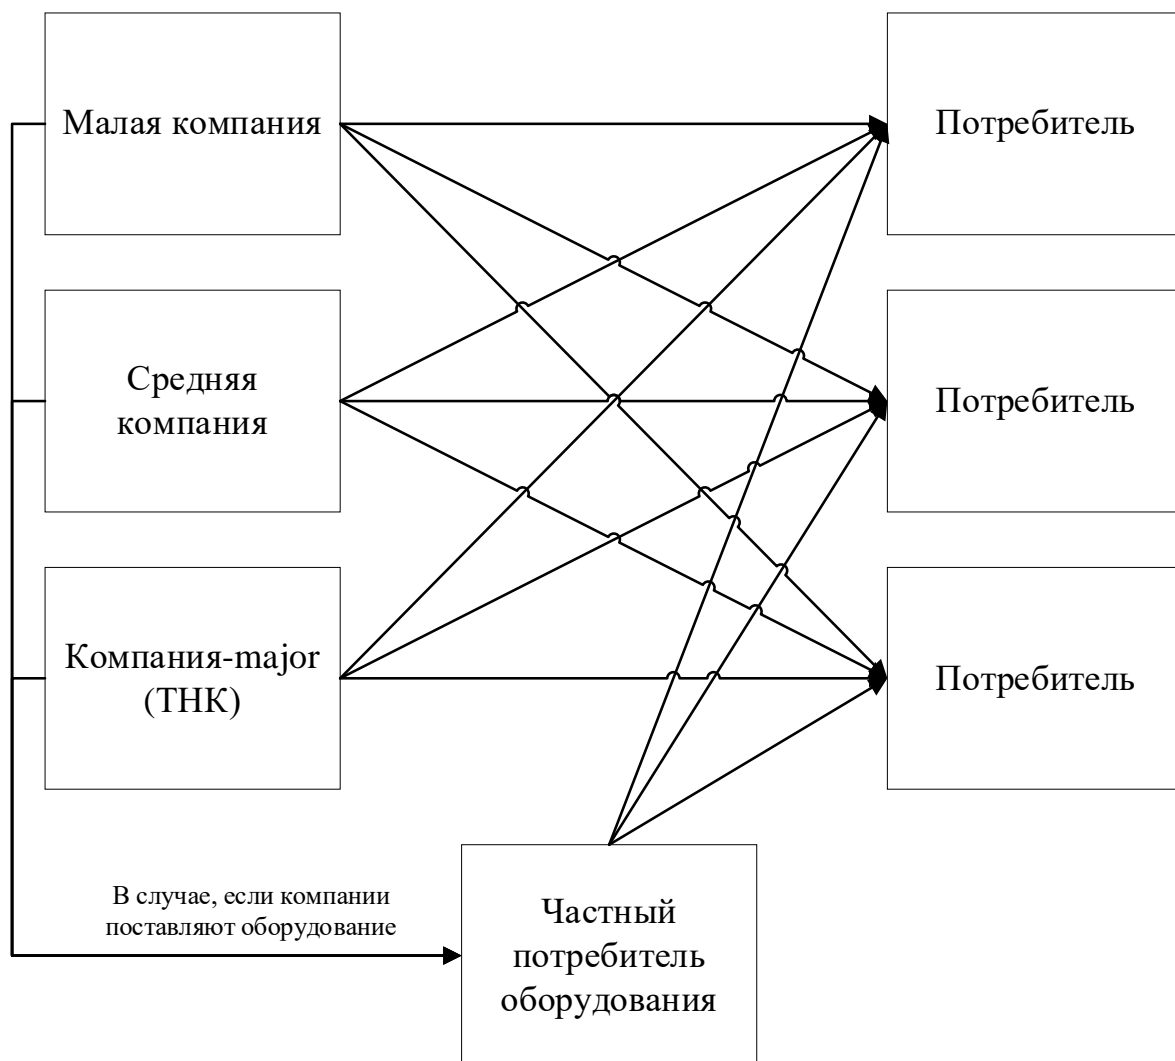 Малая компания
Потребитель
Средняя
компания
Потребитель
Компания-major
(ТНК)
Потребитель
В случае, если компании
поставляют оборудование
Частный
потребитель
оборудования